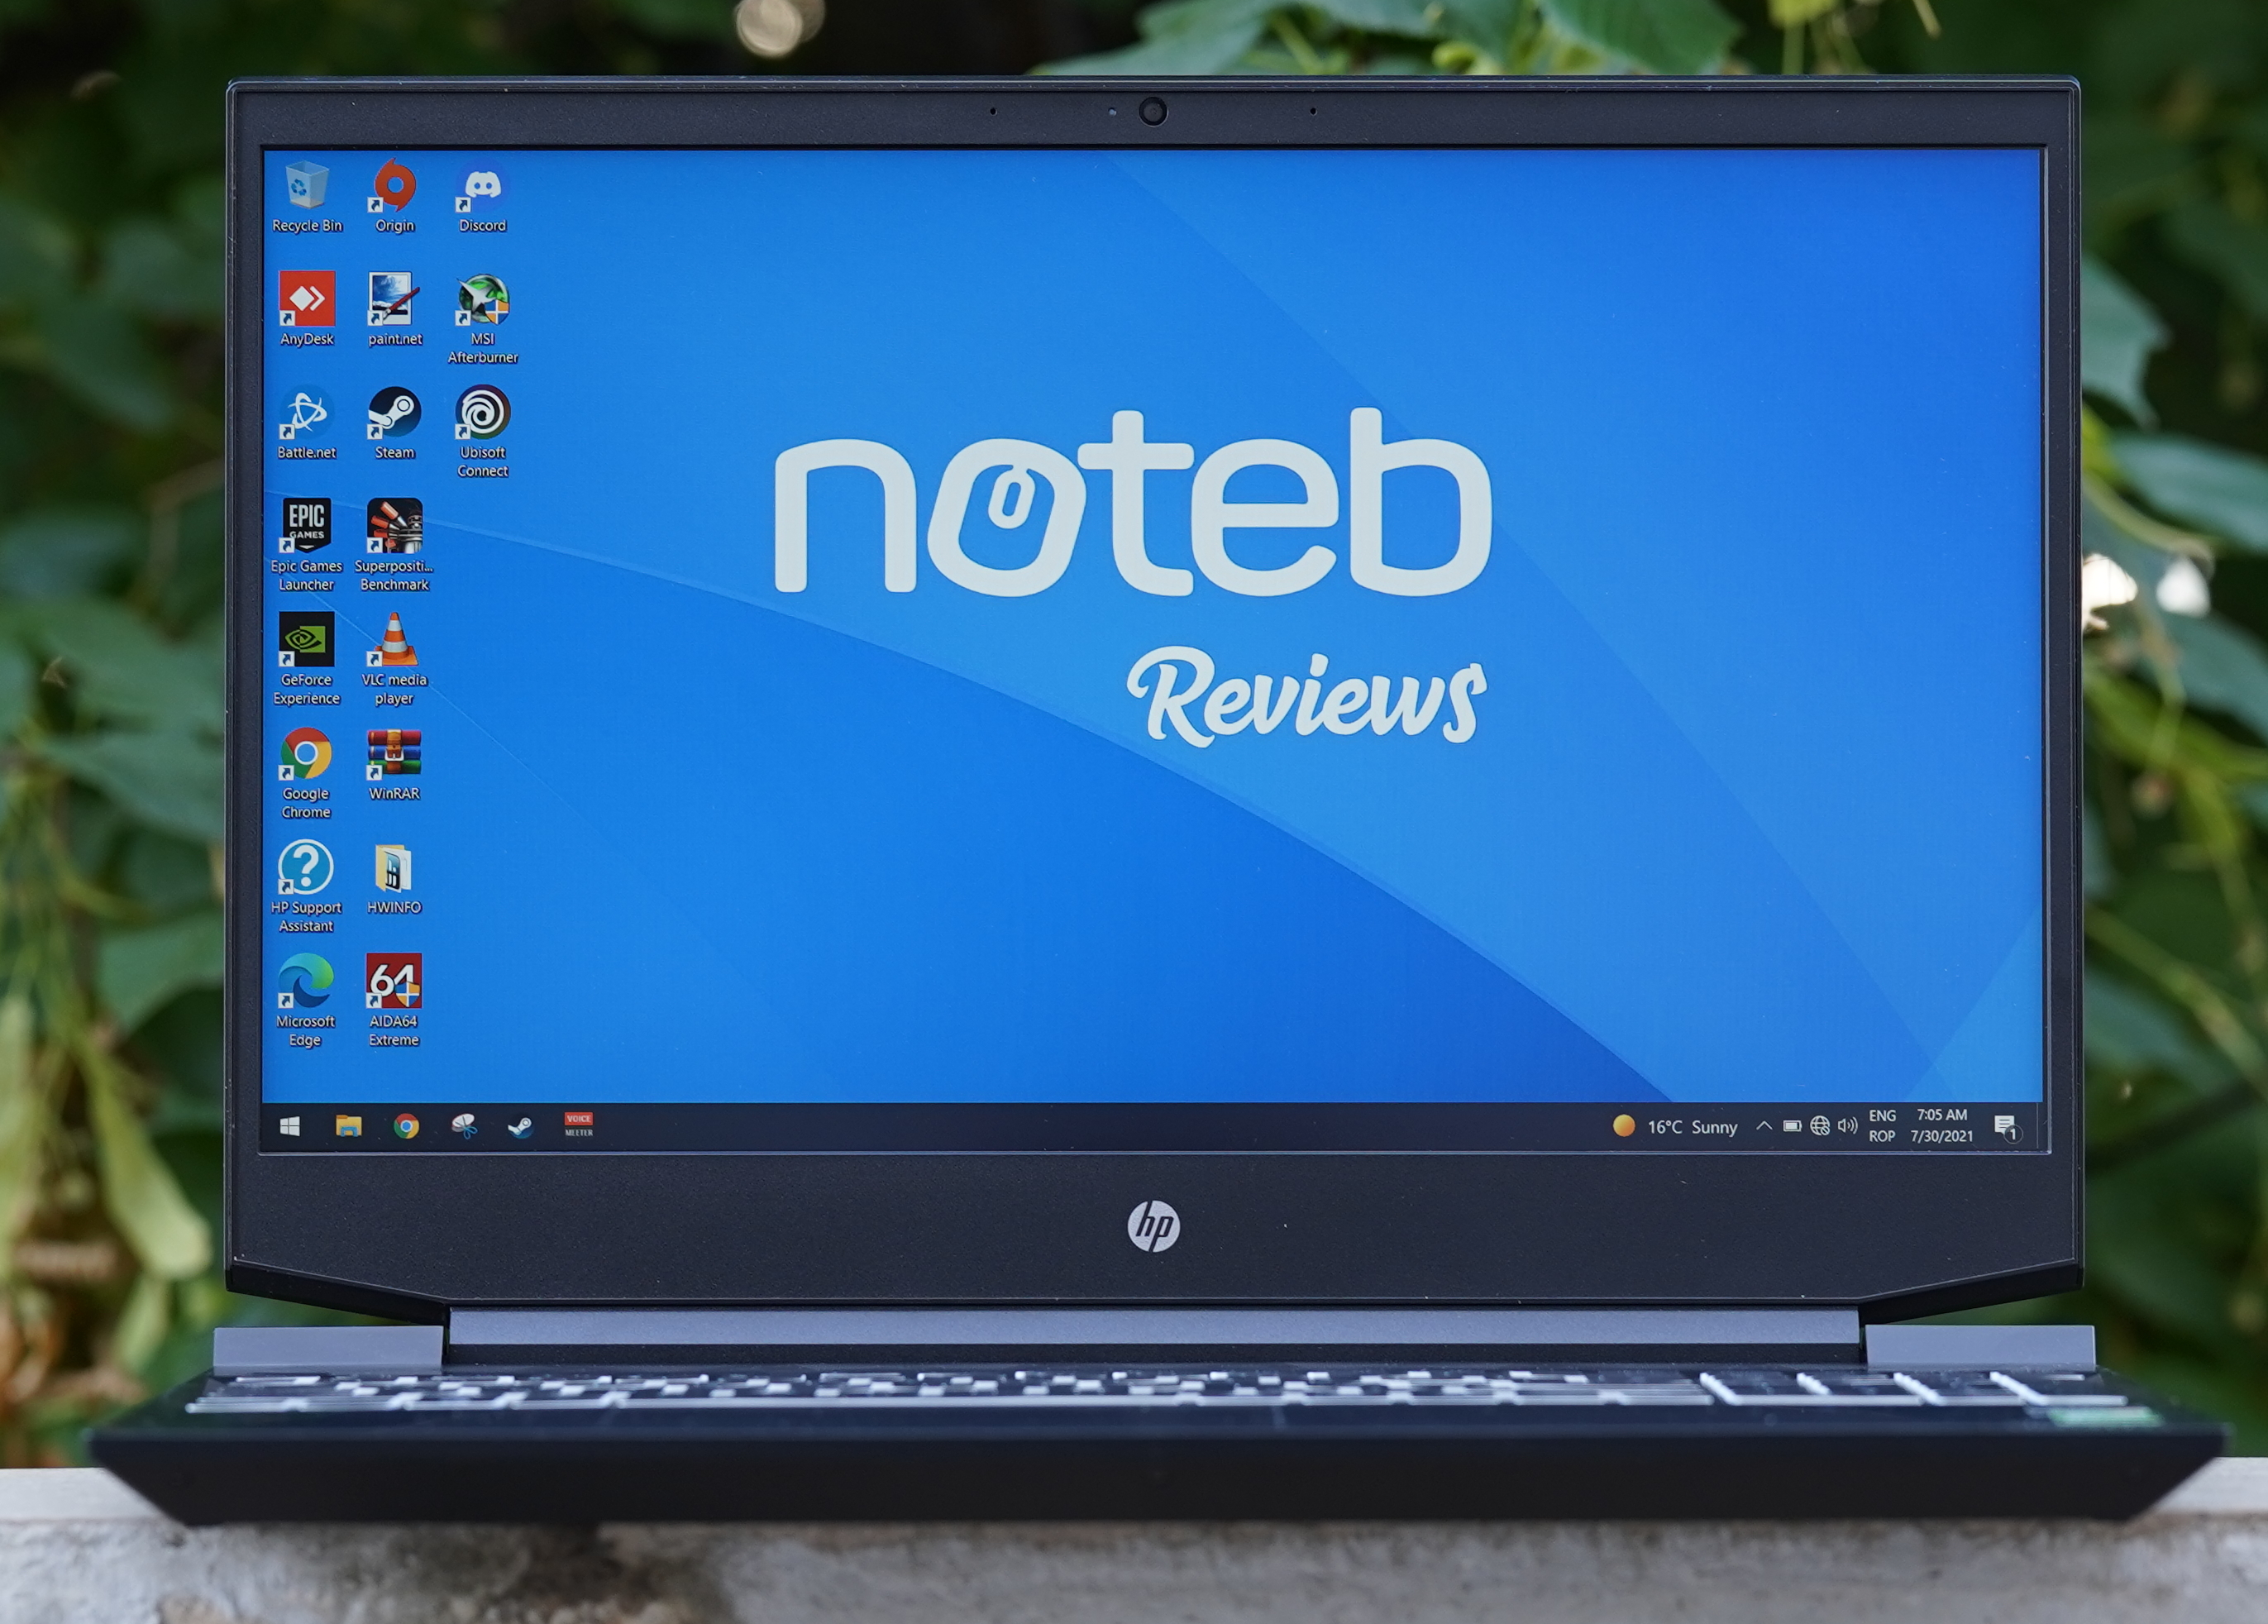 Recycle Bin
Origin
Discord
AnyDesk
paint.net
MSI
Afterburner
Battle.net
Steam
Ubisoft
Connect
EPIC
GAMES
Epic Games
Launcher
Superpositi...
Benchmark
GeForce
Experience
VLC media
player
Google
Chrome
WinRAR
HP Support
Assistant
HWINFO
Microsoft
Edge
64
AIDA64
Extreme
noteb
Reviews
VOICE
MEETER
16°C Sunny
ENG
ROP
7:05 AM
7/30/2021
1
hp